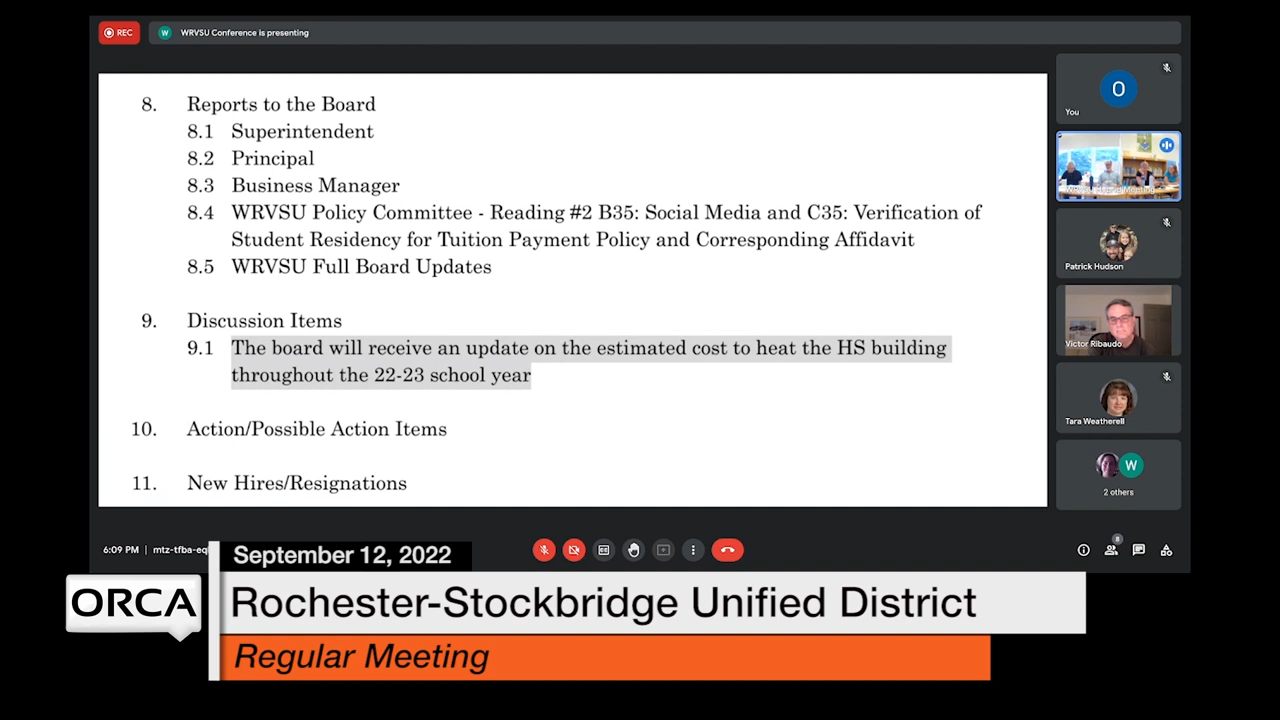 REC
W WRVSU Conference is presenting
8. Reports to the Board
8.1 Superintendent
8.2 Principal
8.3 Business Manager
8.4 WRVSU Policy Committee - Reading #2 B35: Social Media and C35: Verification of
Student Residency for Tuition Payment Policy and Corresponding Affidavit
8.5 WRVSU Full Board Updates
9. Discussion Items
9.1 The board will receive an update on the estimated cost to heat the HS building
throughout the 22-23 school year
10. Action/Possible Action Items
11. New Hires/Resignations
O
You
Patrick Hudson
Victor Ribaudo
Tara Weatherell
W
2 others
6:09 PM | mtz-tfba-eq
8
September 12, 2022
ORCA
Rochester-Stockbridge Unified District
Regular Meeting